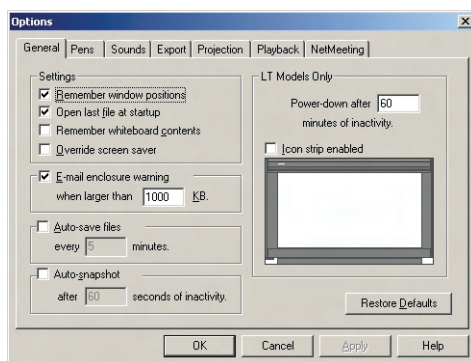 Options
General Pens Sounds Export Projection Playback NetMeeting
Settings
Remember window positions
Open last file at startup
Remember whiteboard contents
Override screen saver
E-mail enclosure warning
when larger than 1000 KB.
Auto-save files
every 5 minutes.
Auto-snapshot
after 60 seconds of inactivity.
LT Models Only
Power-down after 60
minutes of inactivity.
Icon strip enabled
Restore Defaults
OK Cancel Apply Help